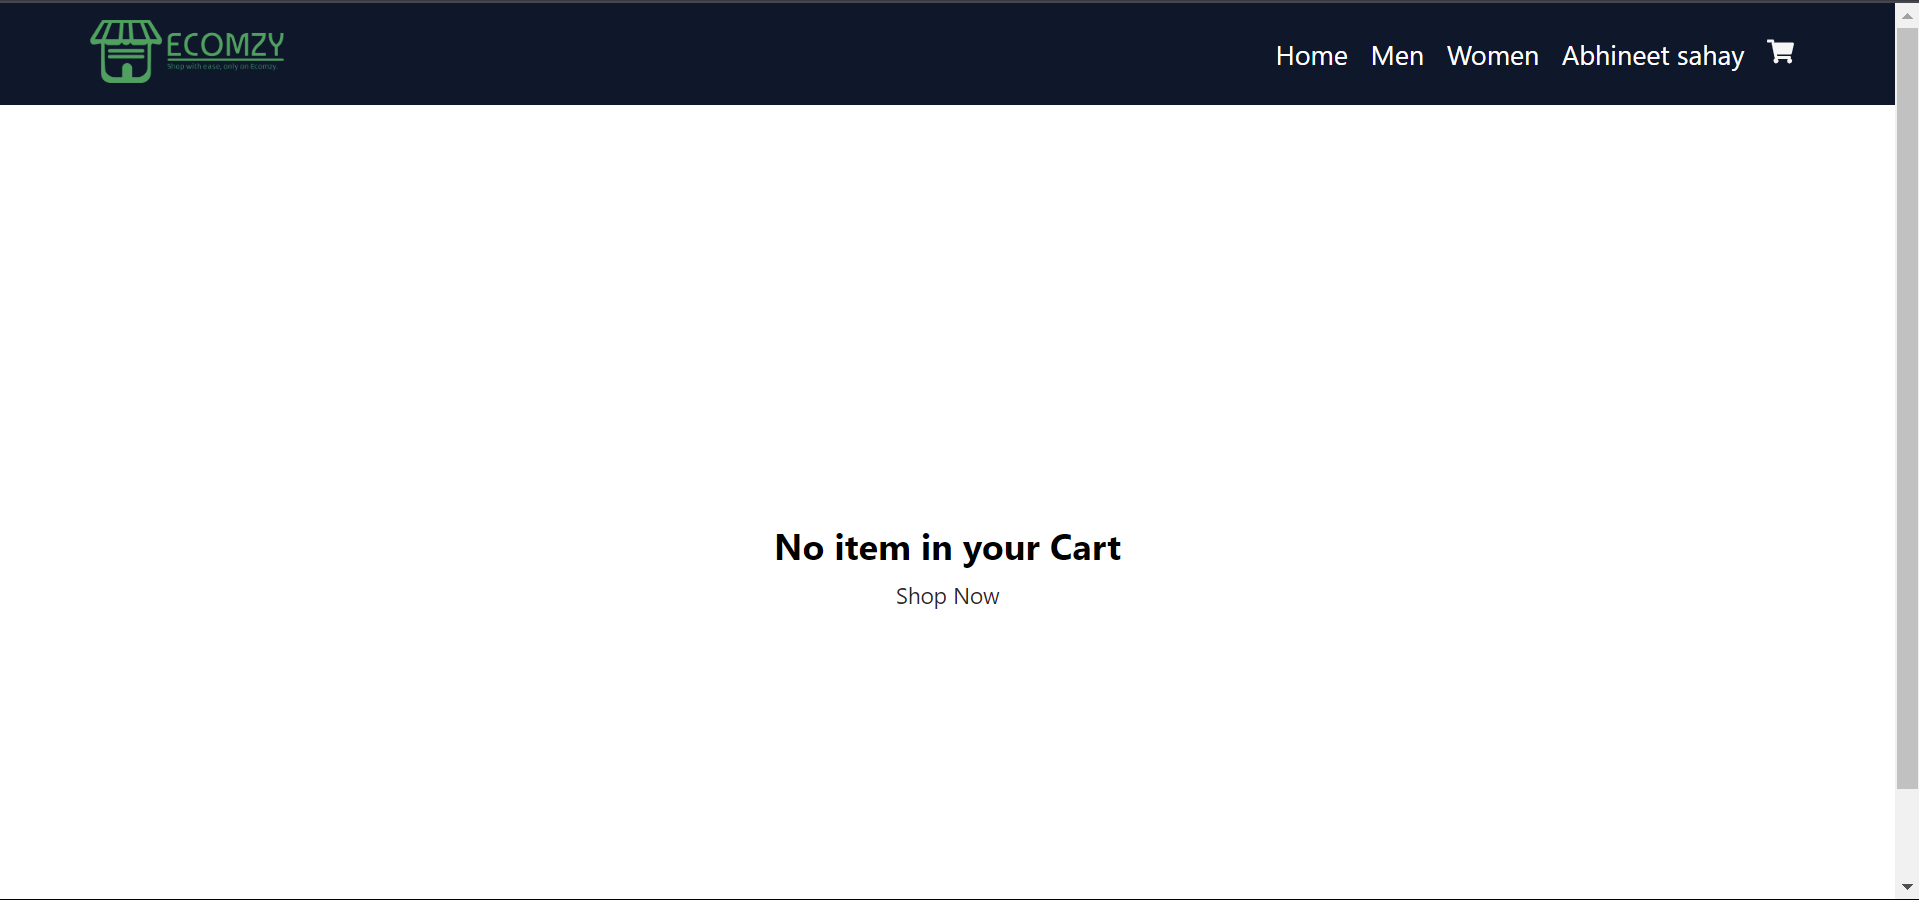 ECOMZY
Shop with ease, only on Ecomzy.
Home Men Women Abhineet sahay
No item in your Cart
Shop Now